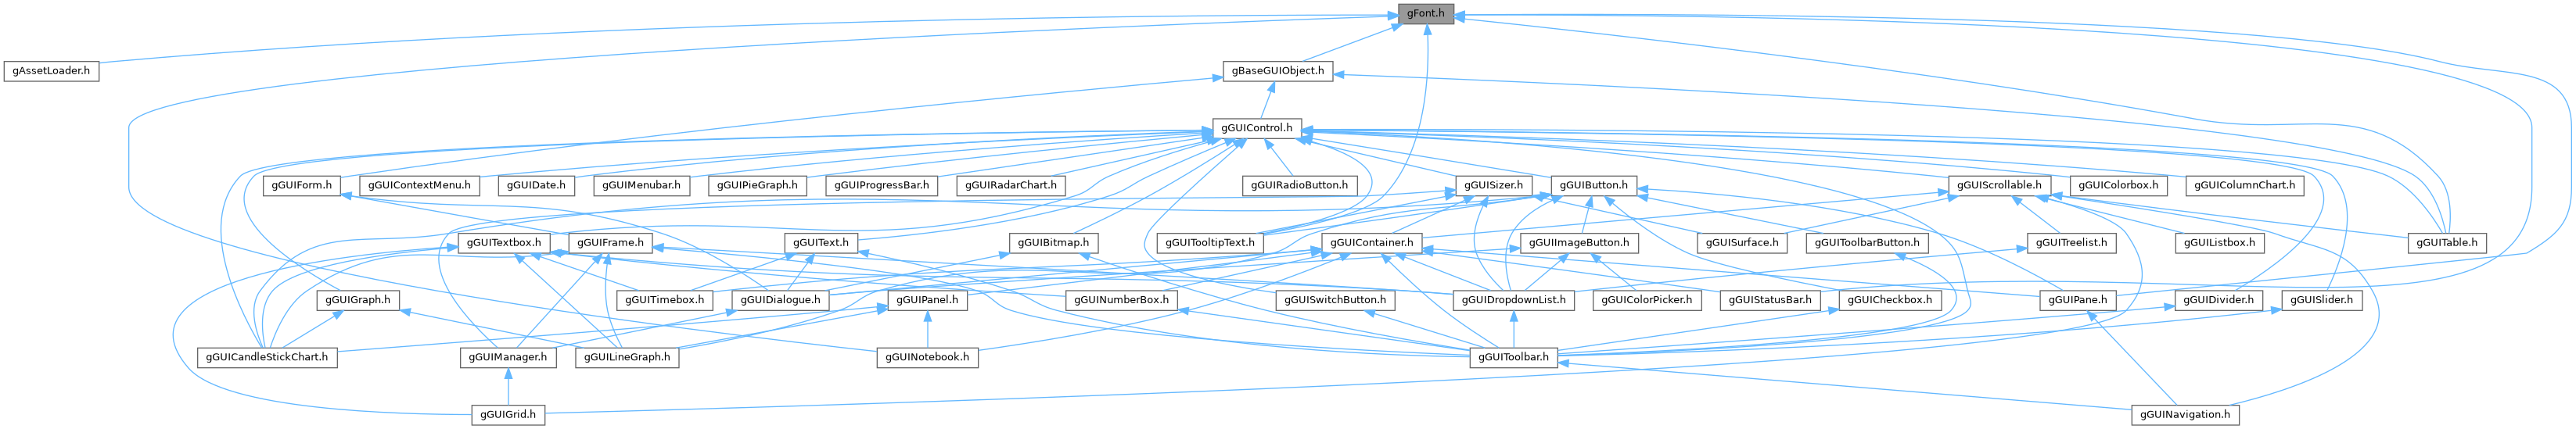 gFont.h
gAssetLoader.h
gBaseGUIObject.h
gGUIControl.h
gGUIForm.h
gGUIContextMenu.h
gGUIDate.h
gGUIMenubar.h
gGUIPieGraph.h
gGUIProgressBar.h
gGUIRadarChart.h
gGUIRadioButton.h
gGUISizer.h
gGUIButton.h
gGUIScrollable.h
gGUIColorbox.h
gGUIColumnChart.h
gGUITextbox.h
gGUIFrame.h
gGUIText.h
gGUIBitmap.h
gGUITooltipText.h
gGUIContainer.h
gGUIImageButton.h
gGUISurface.h
gGUIToolbarButton.h
gGUITreelist.h
gGUIListbox.h
gGUITable.h
gGUIGraph.h
gGUITimebox.h
gGUIDialogue.h
gGUIPanel.h
gGUINumberBox.h
gGUISwitchButton.h
gGUIDropdownList.h
gGUIColorPicker.h
gGUIStatusBar.h
gGUICheckbox.h
gGUIPane.h
gGUIDivider.h
gGUISlider.h
gGUICandleStickChart.h
gGUIManager.h
gGUILineGraph.h
gGUINotebook.h
gGUIToolbar.h
gGUIGrid.h
gGUINavigation.h